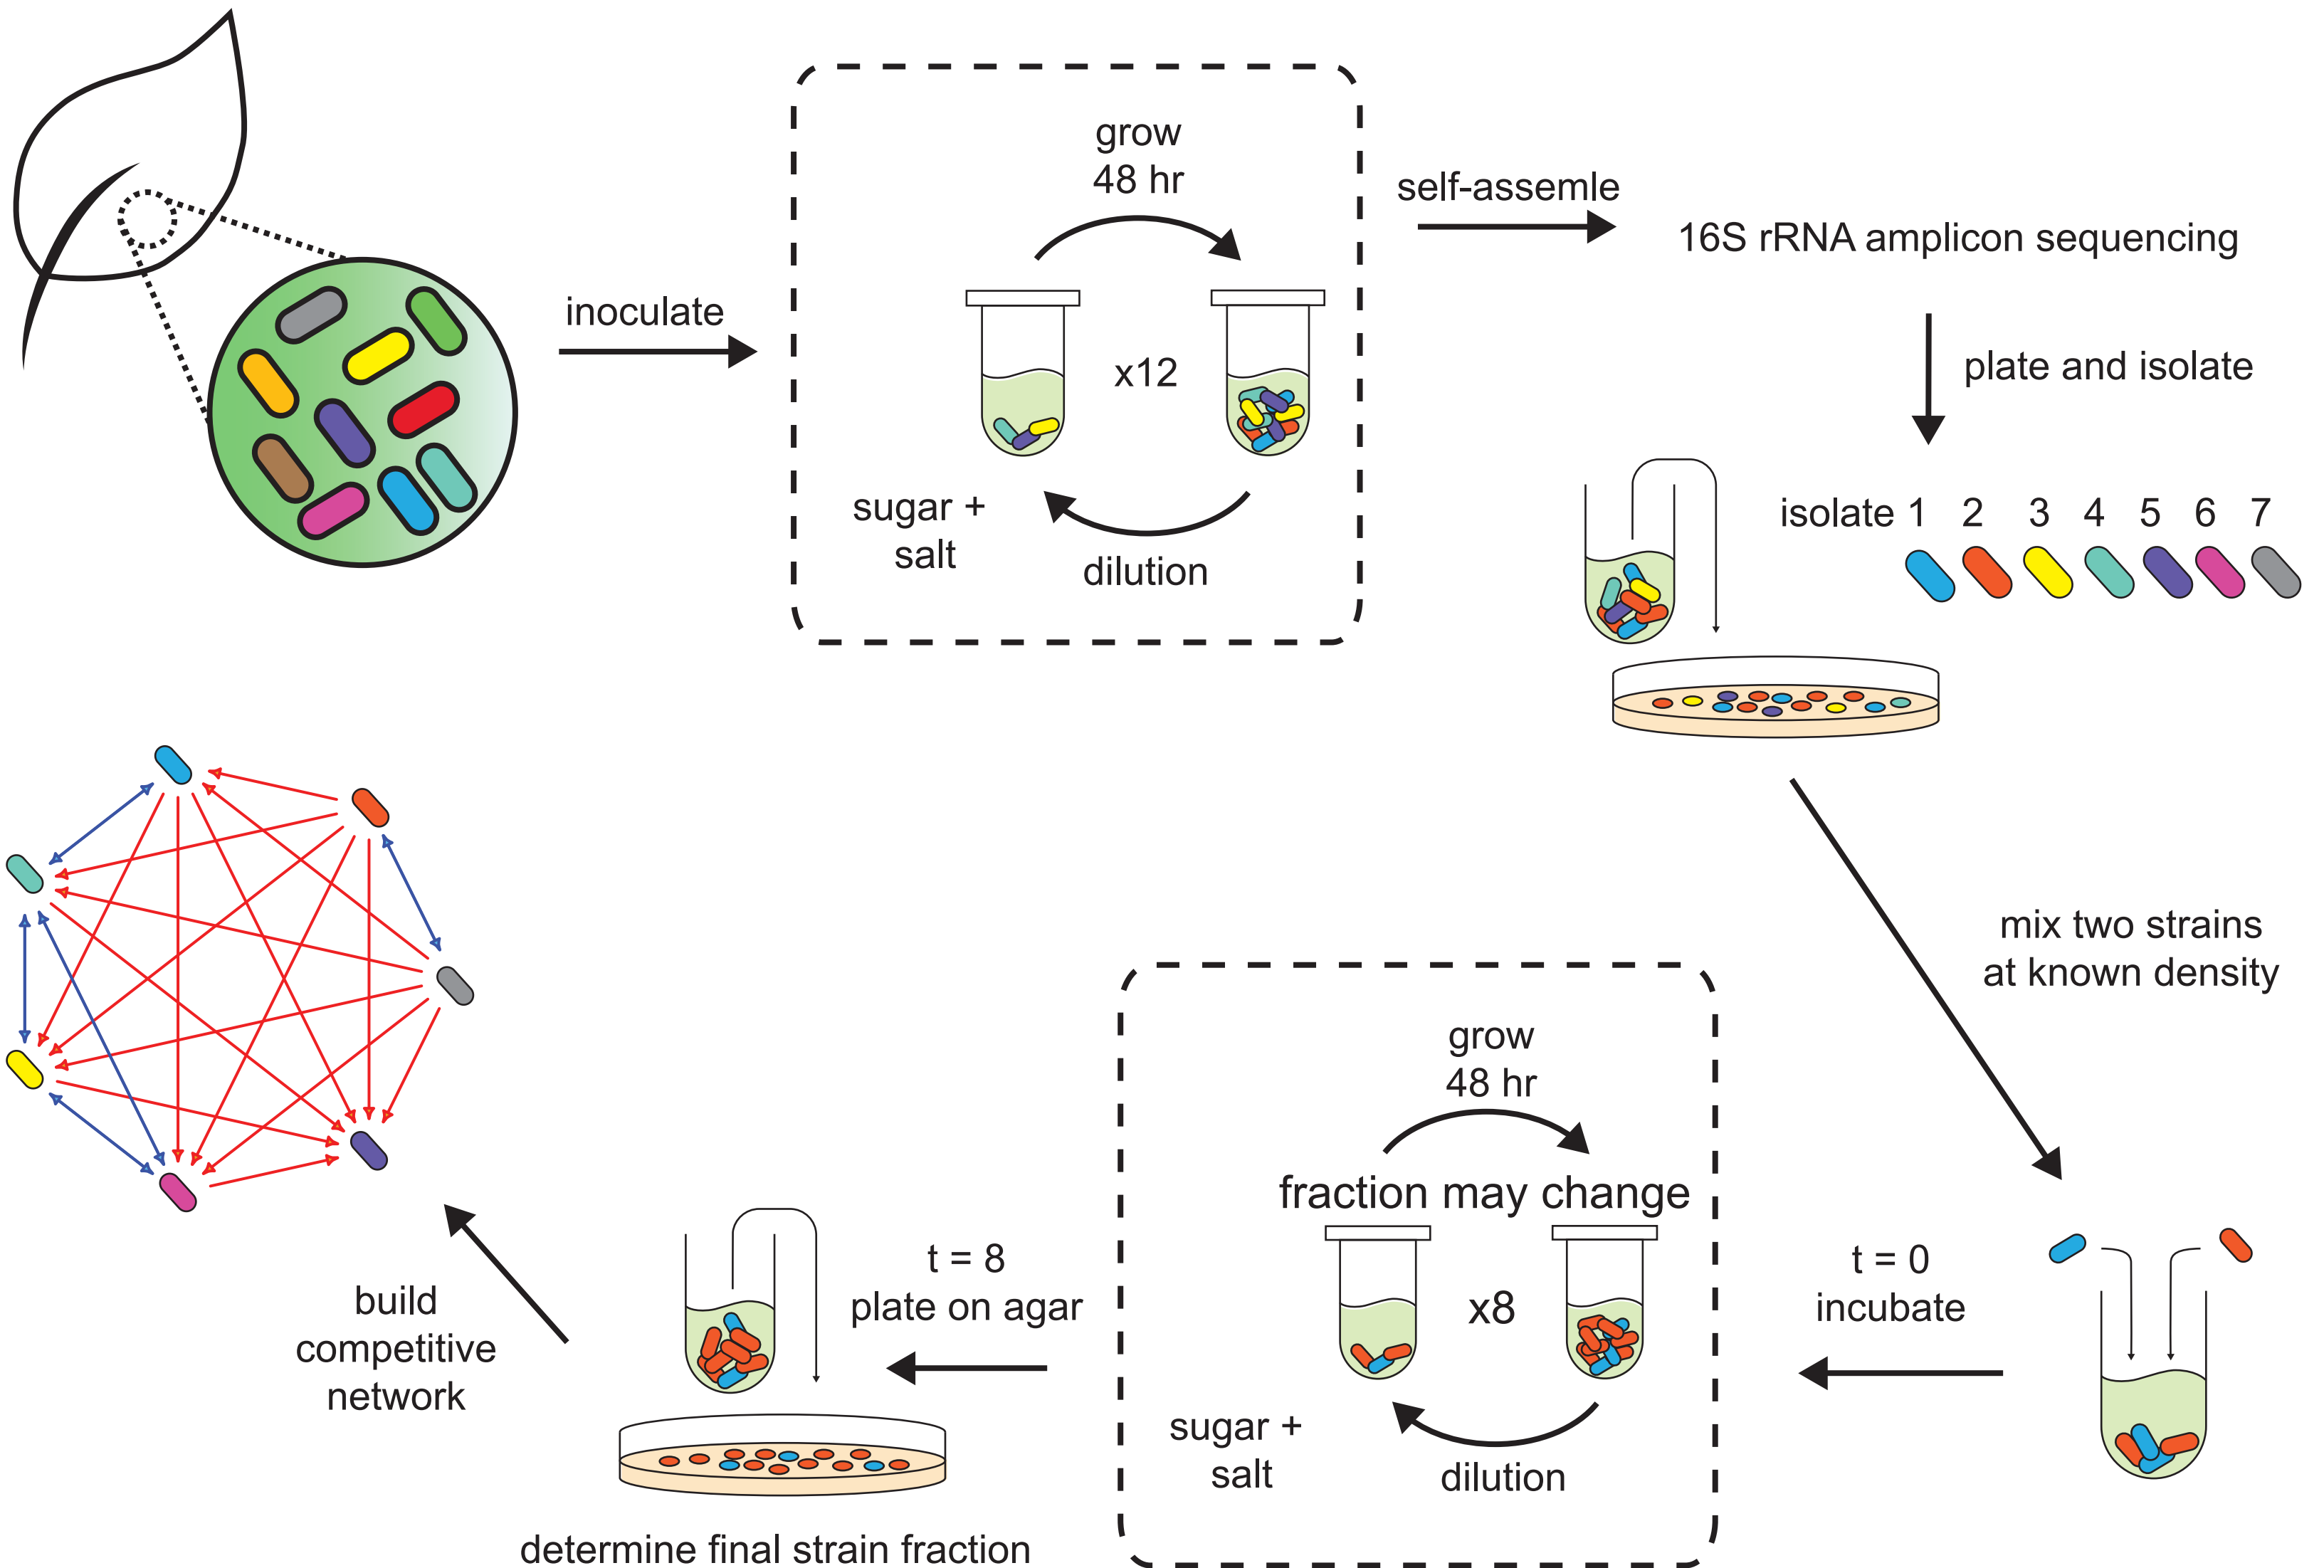 inoculate
grow
48 hr
x12
sugar +
salt
dilution
self-assemle
16S rRNA amplicon sequencing
plate and isolate
isolate 1 2 3 4 5 6 7
mix two strains
at known density
t = 0
incubate
grow
48 hr
fraction may change
x8
sugar +
salt
dilution
t = 8
plate on agar
determine final strain fraction
build
competitive
network